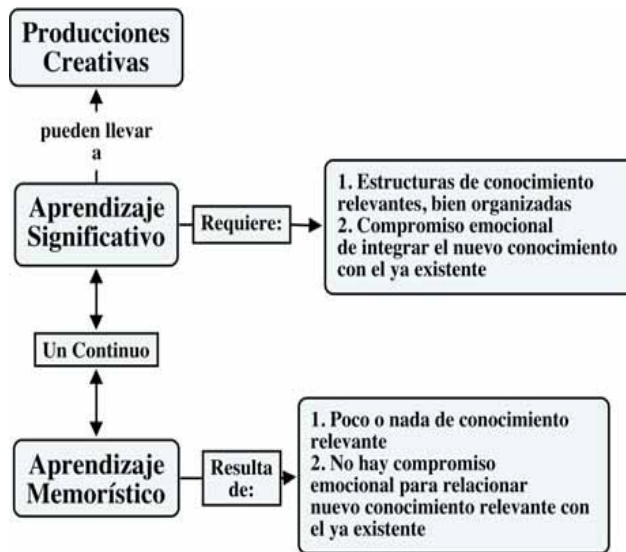 Producciones
Creativas
pueden llevar
a
Aprendizaje
Significativo
Requiere:
1. Estructuras de conocimiento
relevantes, bien organizadas
2. Compromiso emocional
de integrar el nuevo conocimiento
con el ya existente
Un Continuo
Aprendizaje
Memorístico
Resulta
de:
1. Poco o nada de conocimiento
relevante
2. No hay compromiso
emocional para relacionar
nuevo conocimiento relevante con
el ya existente